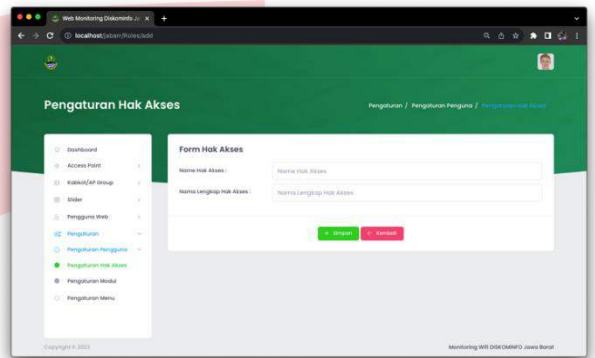 Web Monitoring Diskominfo Ja
localhost/jabarr/Roles/add
Pengaturan Hak Akses
Pengaturan / Pengaturan Penguna / Pengaturan Hak Akses
Dashboard
Access Point
Kabkot/AP Group
Slider
Pengguna Web
Pengaturan
Pengaturan Pengguna
Pengaturan Hak Akses
Pengaturan Modul
Pengaturan Menu
Form Hak Akses
Nama Hak Akses :
Nama Hak Akses
Nama Lengkap Hak Akses :
Nama Lengkap Hak Akses
Simpan
Kembali
Copyright © 2023
Monitoring Wifi DISKOMINFO Jawa Barat